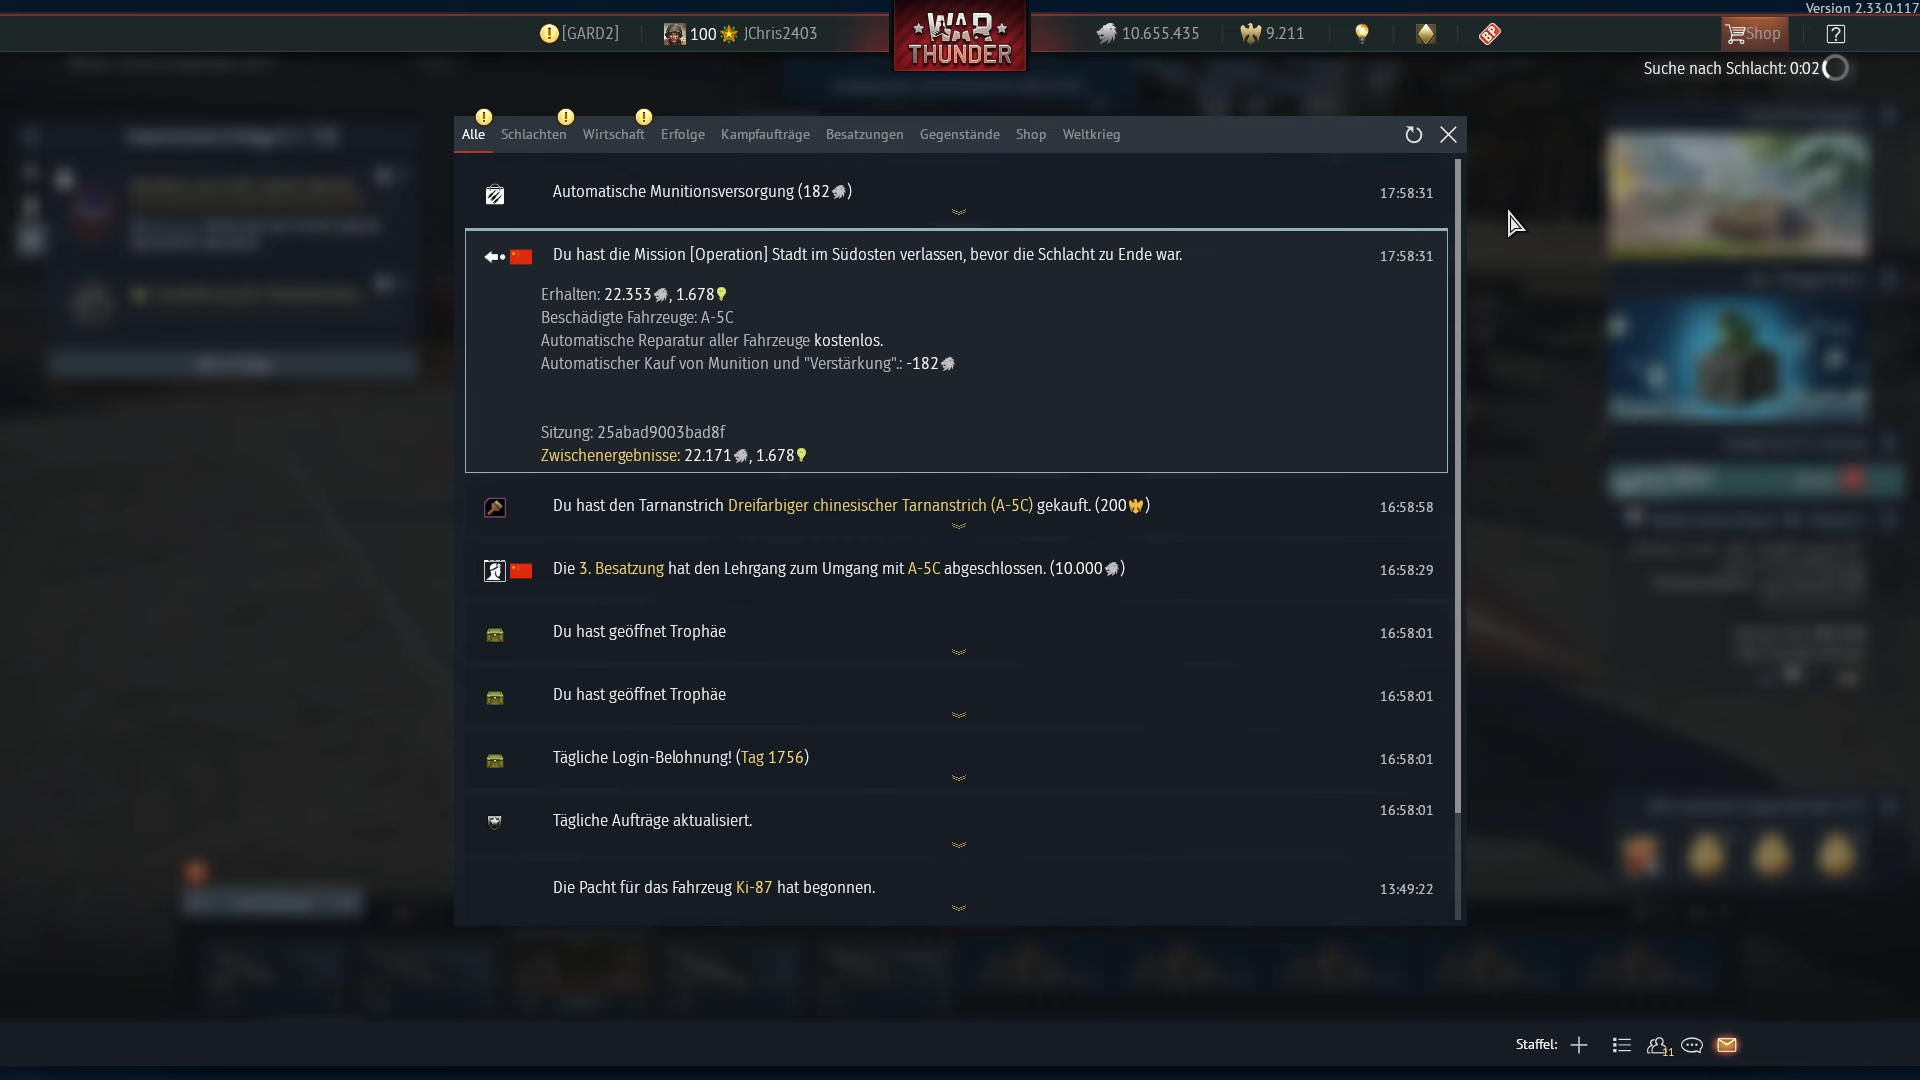 Version 2.33.0.117
[GARD2]
100 JChris2403
WAR THUNDER
10.655.435
9.211
BP
Shop
Suche nach Schlacht: 0:02
Alle Schlachten Wirtschaft Erfolge Kampfaufträge Besatzungen Gegenstände Shop Weltkrieg
Automatische Munitionsversorgung (182) 17:58:31
Du hast die Mission [Operation] Stadt im Südosten verlassen, bevor die Schlacht zu Ende war. 17:58:31
Erhalten: 22.353, 1.678
Beschädigte Fahrzeuge: A-5C
Automatische Reparatur aller Fahrzeuge kostenlos.
Automatischer Kauf von Munition und "Verstärkung".: -182
Sitzung: 25abad9003bad8f
Zwischenergebnisse: 22.171, 1.678
Du hast den Tarnanstrich Dreifarbiger chinesischer Tarnanstrich (A-5C) gekauft. (200) 16:58:58
Die 3. Besatzung hat den Lehrgang zum Umgang mit A-5C abgeschlossen. (10.000) 16:58:29
Du hast geöffnet Trophäe 16:58:01
Du hast geöffnet Trophäe 16:58:01
Tägliche Login-Belohnung! (Tag 1756) 16:58:01
Tägliche Aufträge aktualisiert. 16:58:01
Die Pacht für das Fahrzeug Ki-87 hat begonnen. 13:49:22
Staffel: 11